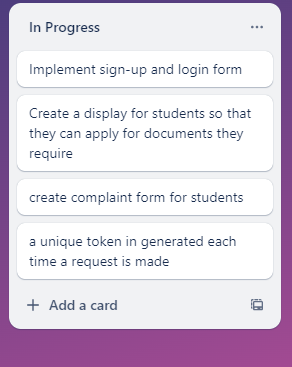 In Progress
Implement sign-up and login form
Create a display for students so that
they can apply for documents they
require
create complaint form for students
a unique token in generated each
time a request is made
Add a card